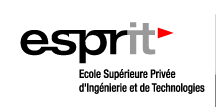 esprit
Ecole Supérieure Privée
d'Ingénierie et de Technologies